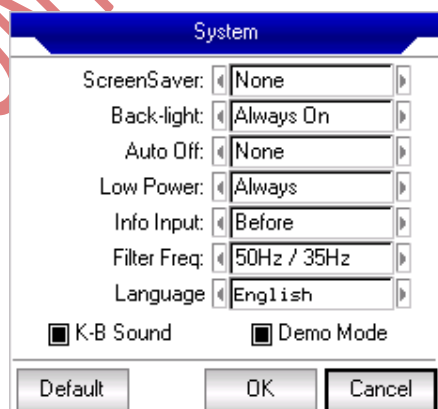 System
ScreenSaver: None
Back-light: Always On
Auto Off: None
Low Power: Always
Info Input: Before
Filter Freq: 50Hz / 35Hz
Language English
K-B Sound Demo Mode
Default OK Cancel